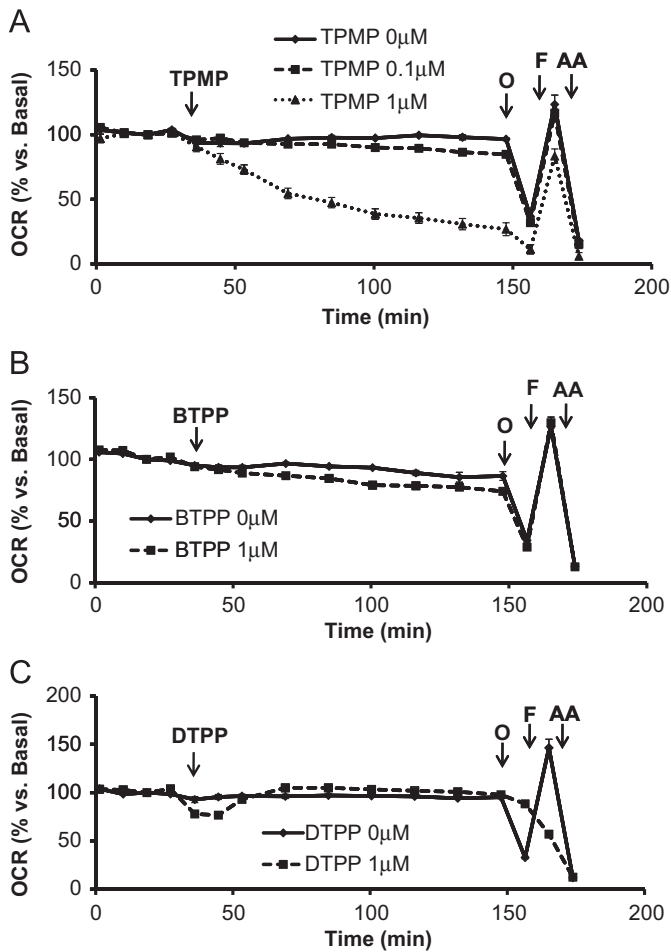 A
TPMP 0μM
TPMP 0.1μM
TPMP 1μM
TPMP
O
F
AA
OCR (% vs. Basal)
150
100
50
0
0
50
100
150
200
Time (min)
B
BTPP
O
F
AA
BTPP 0μM
BTPP 1μM
OCR (% vs. Basal)
150
100
50
0
0
50
100
150
200
Time (min)
C
DTPP
O
F
AA
DTPP 0μM
DTPP 1μM
OCR (% vs. Basal)
200
150
100
50
0
0
50
100
150
200
Time (min)